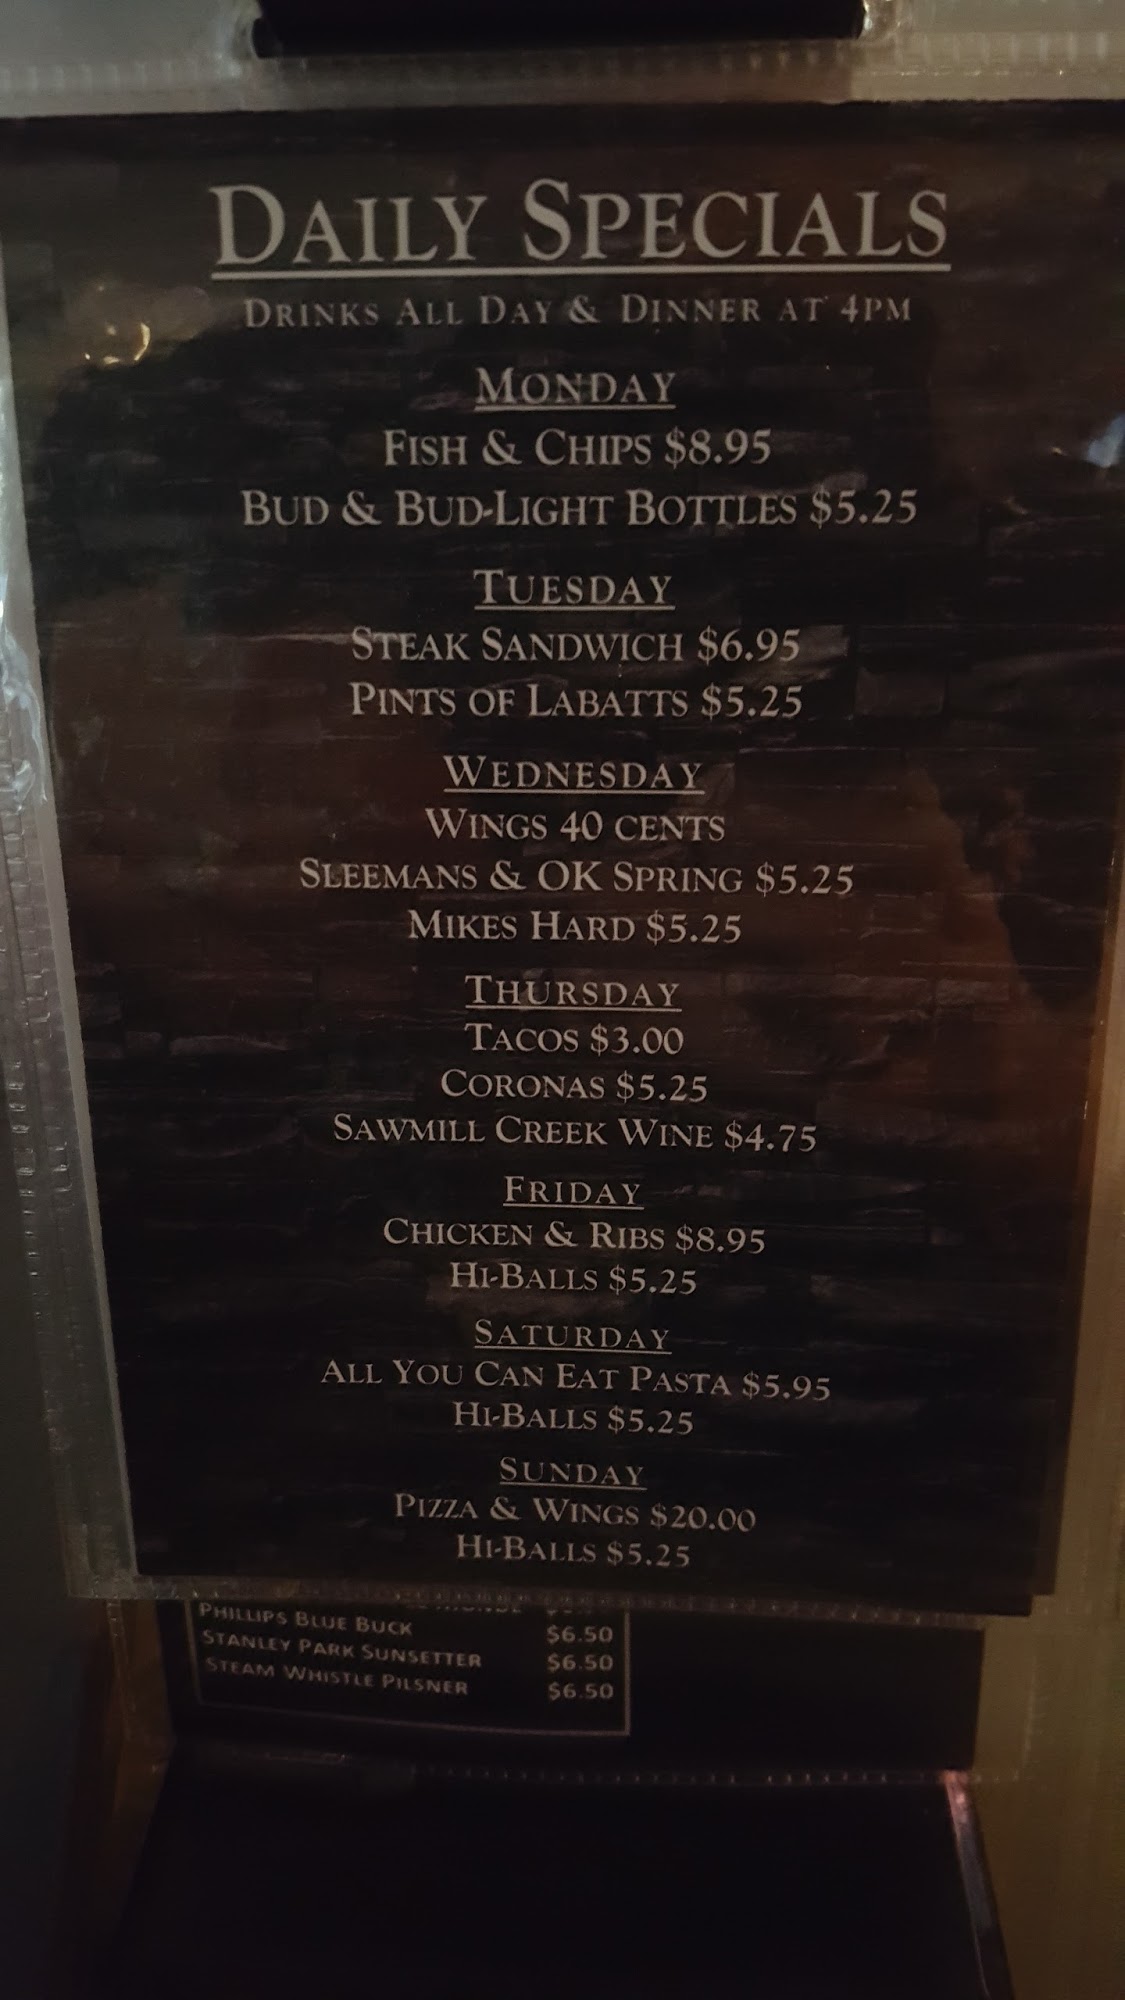 DAILY SPECIALS
DRINKS ALL DAY & DINNER AT 4PM
MONDAY
FISH & CHIPS $8.95
BUD & BUD-LIGHT BOTTLES $5.25
TUESDAY
STEAK SANDWICH $6.95
PINTS OF LABATTS $5.25
WEDNESDAY
WINGS 40 CENTS
SLEEMANS & OK SPRING $5.25
MIKES HARD $5.25
THURSDAY
TACOS $3.00
CORONAS $5.25
SAWMILL CREEK WINE $4.75
FRIDAY
CHICKEN & RIBS $8.95
HI-BALLS $5.25
SATURDAY
ALL YOU CAN EAT PASTA $5.95
HI-BALLS $5.25
SUNDAY
PIZZA & WINGS $20.00
HI-BALLS $5.25
PHILLIPS BLUE BUCK $6.50
STANLEY PARK SUNSETTER $6.50
STEAM WHISTLE PILSNER $6.50